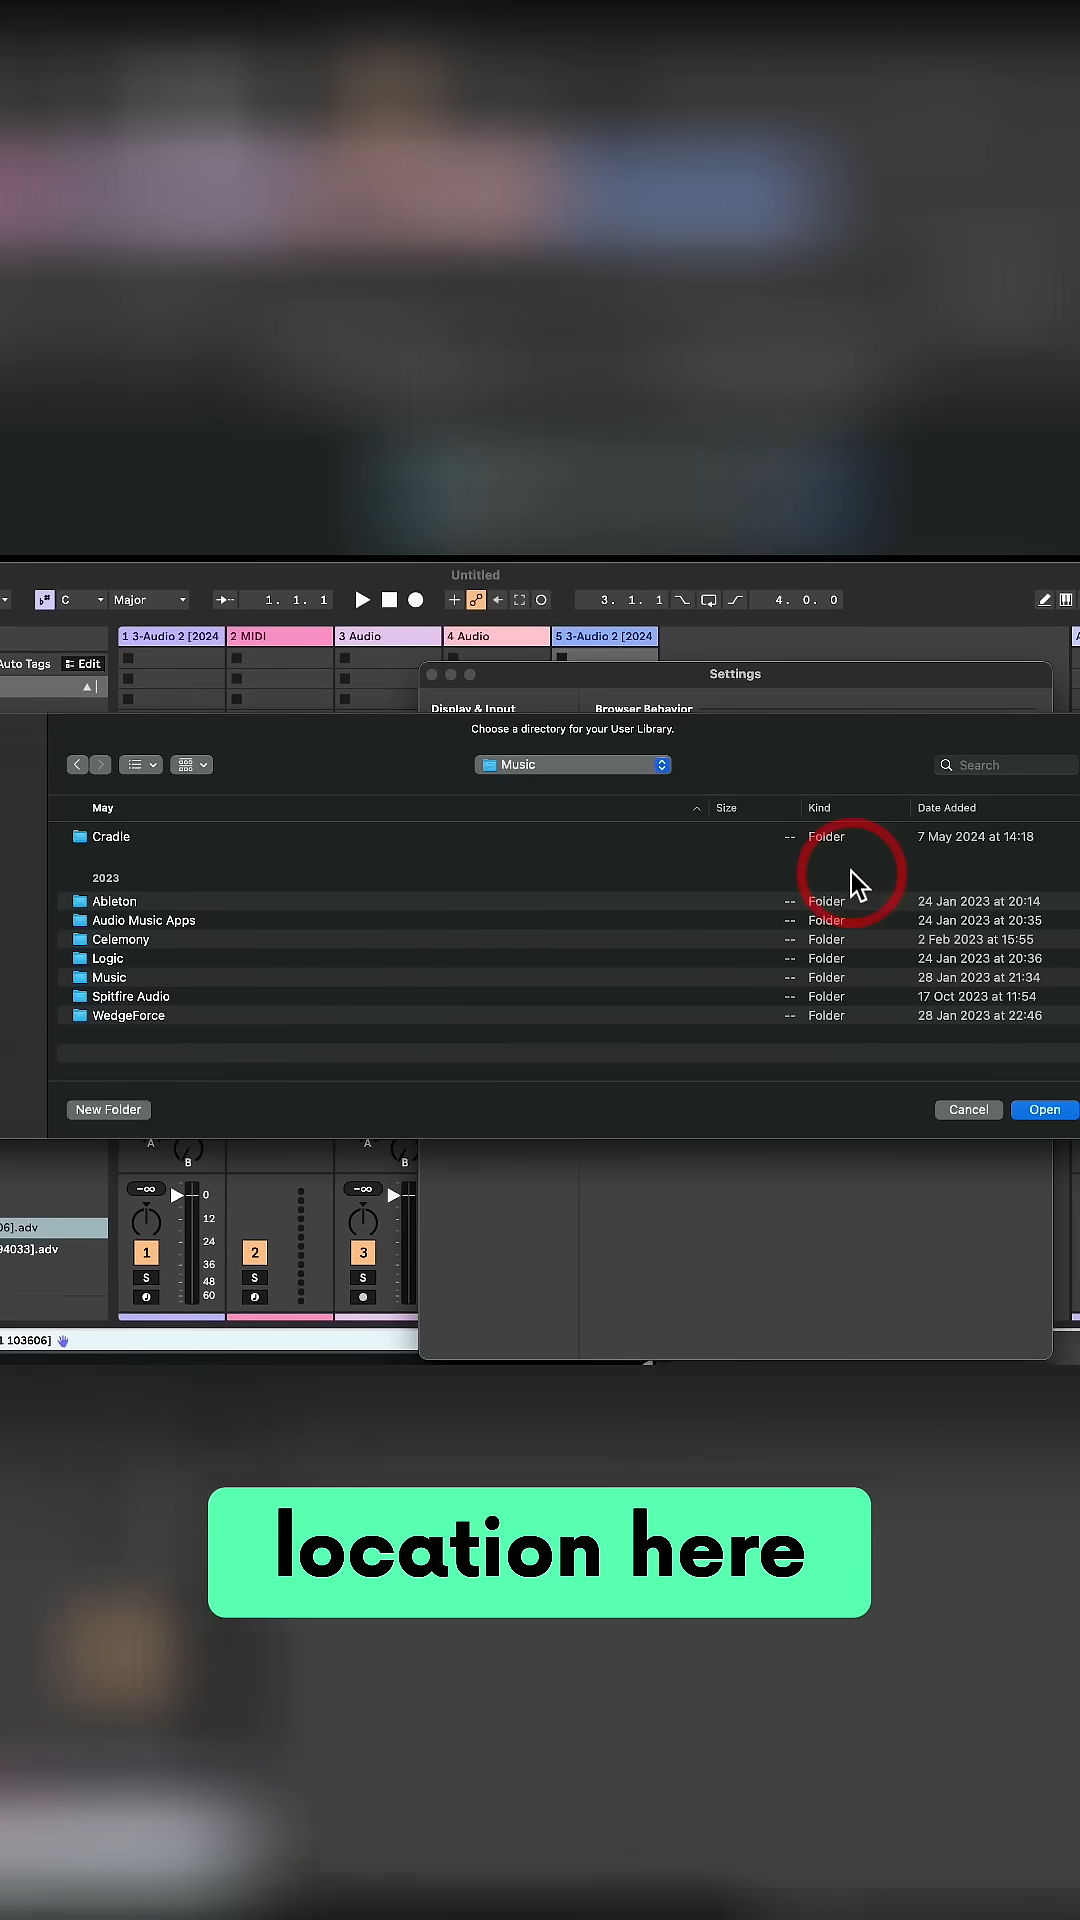 Untitled
C Major 1. 1. 1 3. 1. 1 4. 0. 0
1 3-Audio 2 [2024 2 MIDI 3 Audio 4 Audio 5 3-Audio 2 [2024 A
Auto Tags Edit
Settings
Display & Input Browser Behavior
Choose a directory for your User Library.
Music Search
May Size Kind Date Added
Cradle -- Folder 7 May 2024 at 14:18
2023
Ableton -- Folder 24 Jan 2023 at 20:14
Audio Music Apps -- Folder 24 Jan 2023 at 20:35
Celemony -- Folder 2 Feb 2023 at 15:55
Logic -- Folder 24 Jan 2023 at 20:36
Music -- Folder 28 Jan 2023 at 21:34
Spitfire Audio -- Folder 17 Oct 2023 at 11:54
WedgeForce -- Folder 28 Jan 2023 at 22:46
New Folder Cancel Open
A A
B B
-∞ 0 -∞
12
06].adv
24
94033].adv
1 2 3
36
S S S
48
60
1 103606]
location here